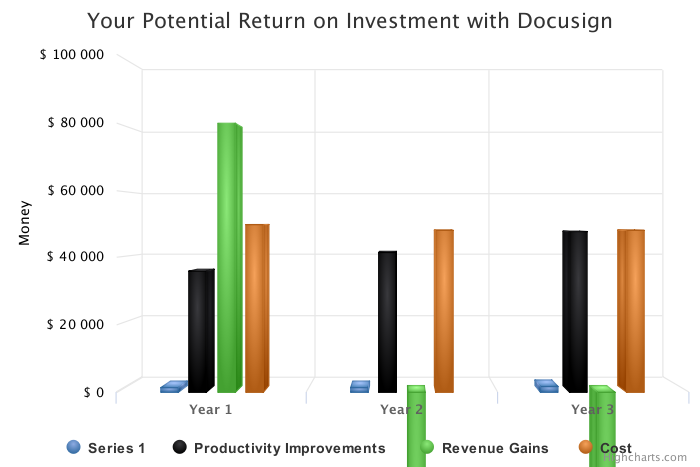 Your Potential Return on Investment with Docusign
$ 100 000
$ 80 000
$ 60 000
$ 40 000
$ 20 000
$ 0
Money
Year 1
Year 2
Year 3
Series 1
Productivity Improvements
Revenue Gains
Cost
Highcharts.com